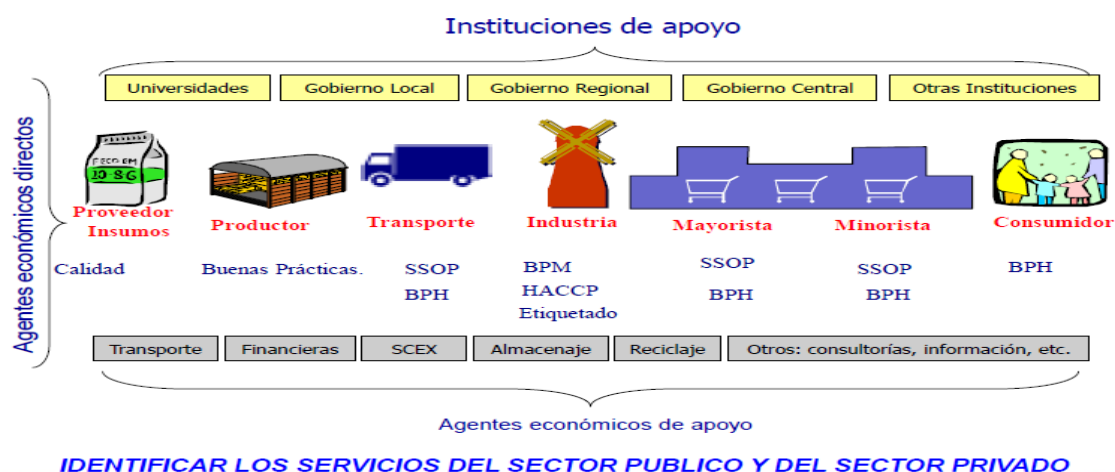 Instituciones de apoyo
Universidades
Gobierno Local
Gobierno Regional
Gobierno Central
Otras Instituciones
Agentes económicos directos
Proveedor
Insumos
Productor
Transporte
Industria
Mayorista
Minorista
Consumidor
Calidad
Buenas Prácticas.
SSOP
BPH
BPM
HACCP
Etiquetado
SSOP
BPH
SSOP
BPH
BPH
Transporte
Financieras
SCEX
Almacenaje
Reciclaje
Otros: consultorías, información, etc.
Agentes económicos de apoyo
IDENTIFICAR LOS SERVICIOS DEL SECTOR PUBLICO Y DEL SECTOR PRIVADO